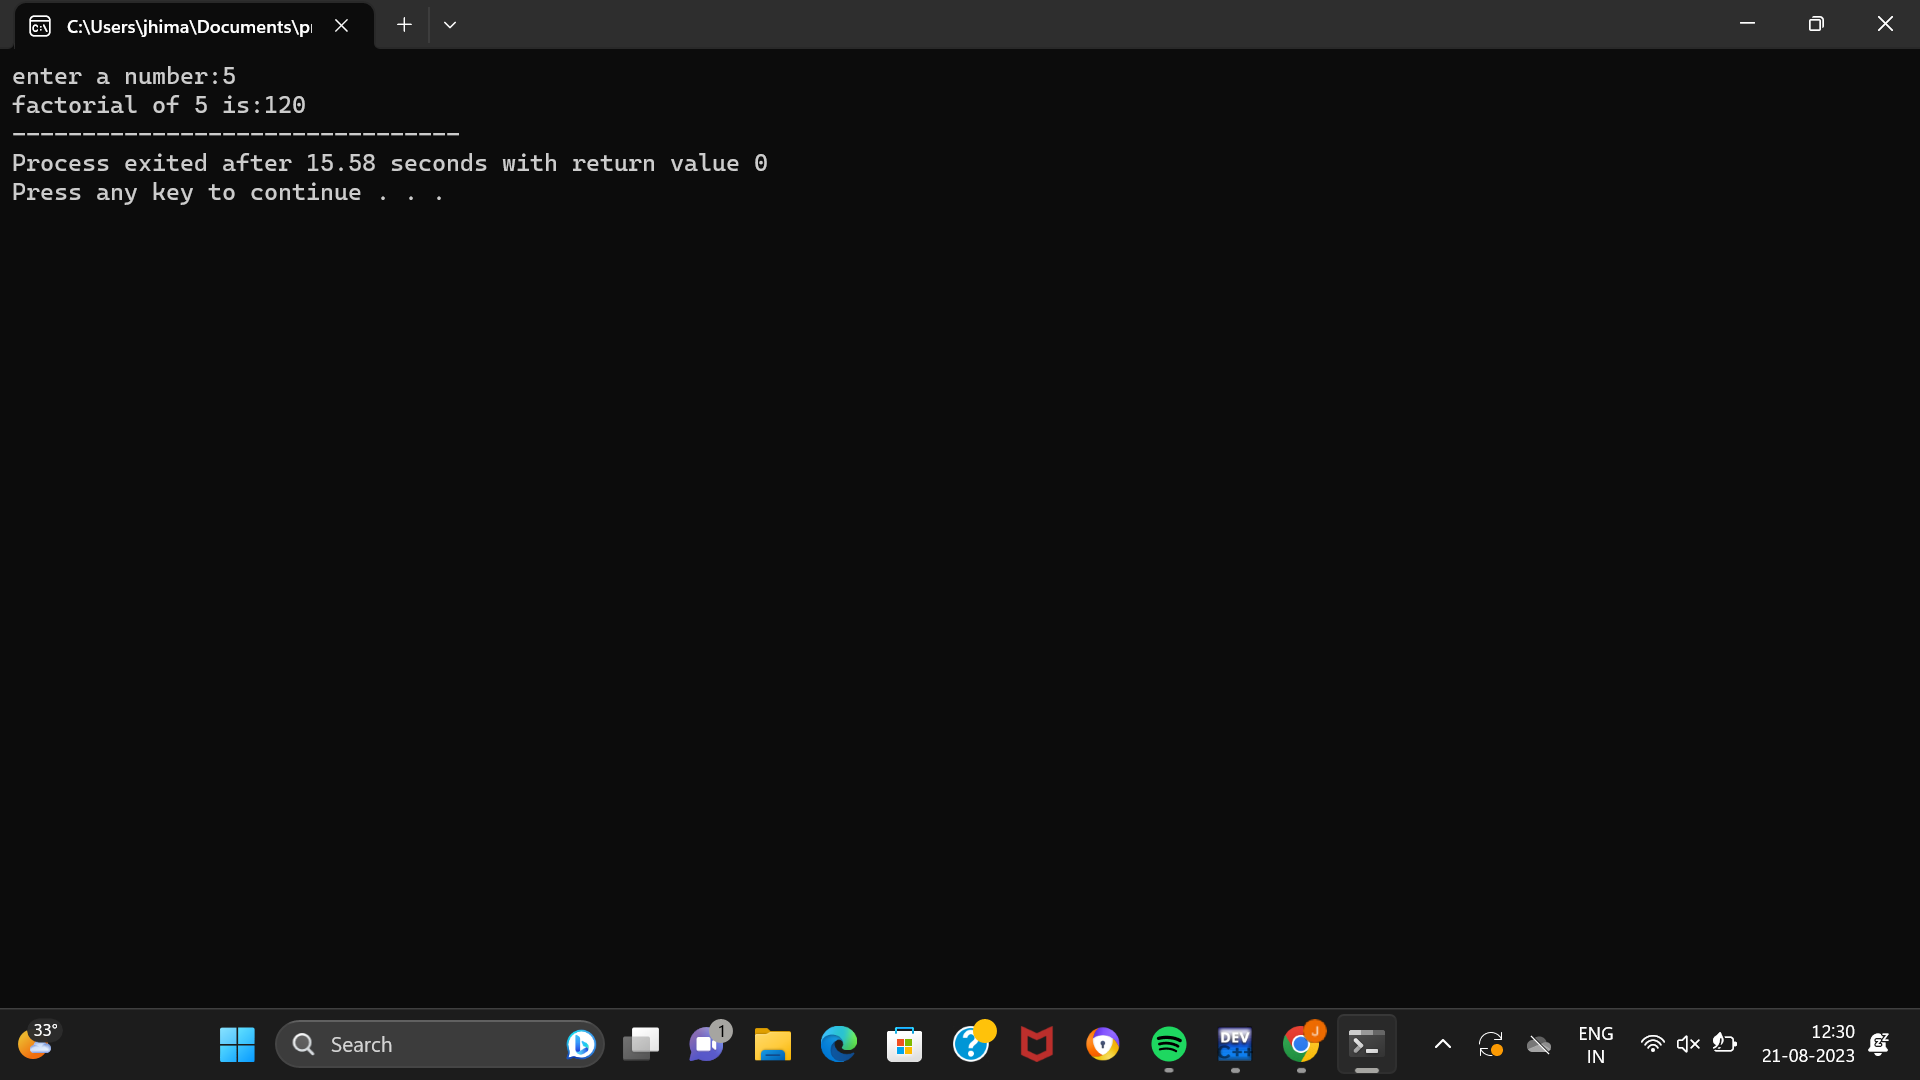 C:\Users\jhima\Documents\pr
enter a number:5
factorial of 5 is:120
--------------------------------
Process exited after 15.58 seconds with return value 0
Press any key to continue . . .
33°
Search
1
DEV
C++
J
ENG
IN
12:30
21-08-2023